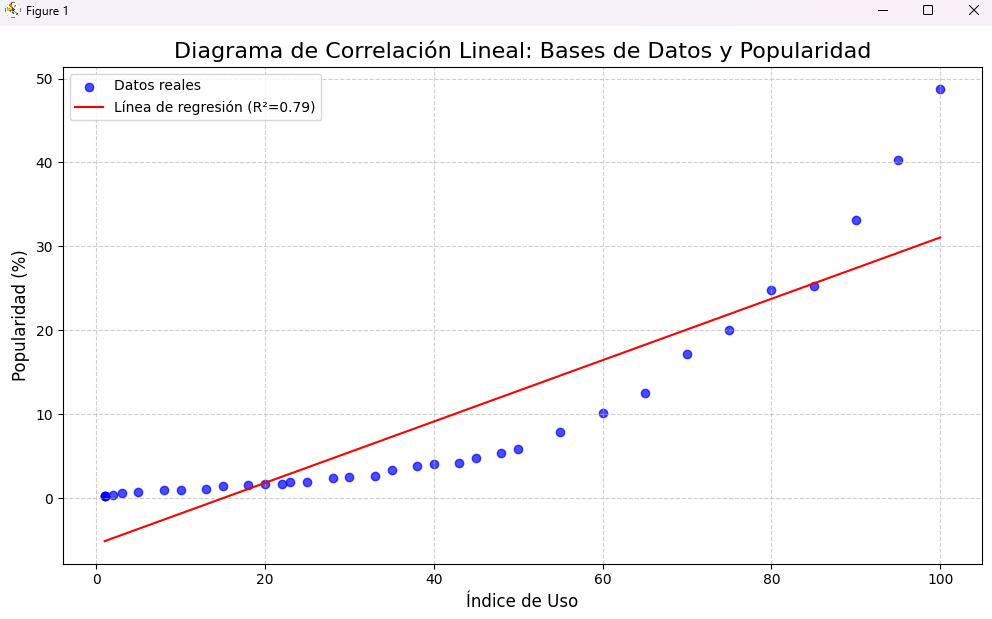 Figure 1
Diagrama de Correlación Lineal: Bases de Datos y Popularidad
Datos reales
Línea de regresión (R²=0.79)
Popularidad (%)
50
40
30
20
10
0
0 20 40 60 80 100
Índice de Uso